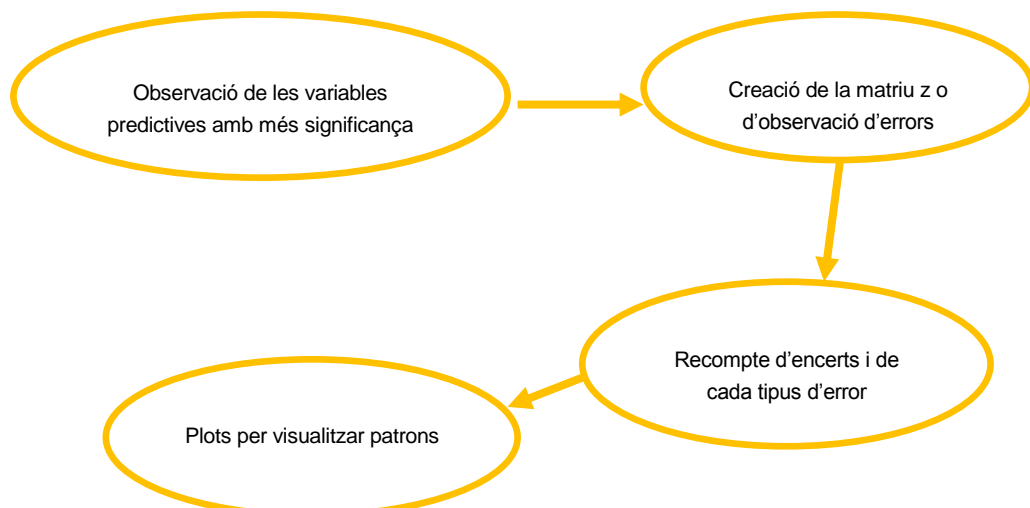 Observació de les variables
predictives amb més significança
Creació de la matriu z o
d'observació d'errors
Recompte d'encerts i de
cada tipus d'error
Plots per visualitzar patrons